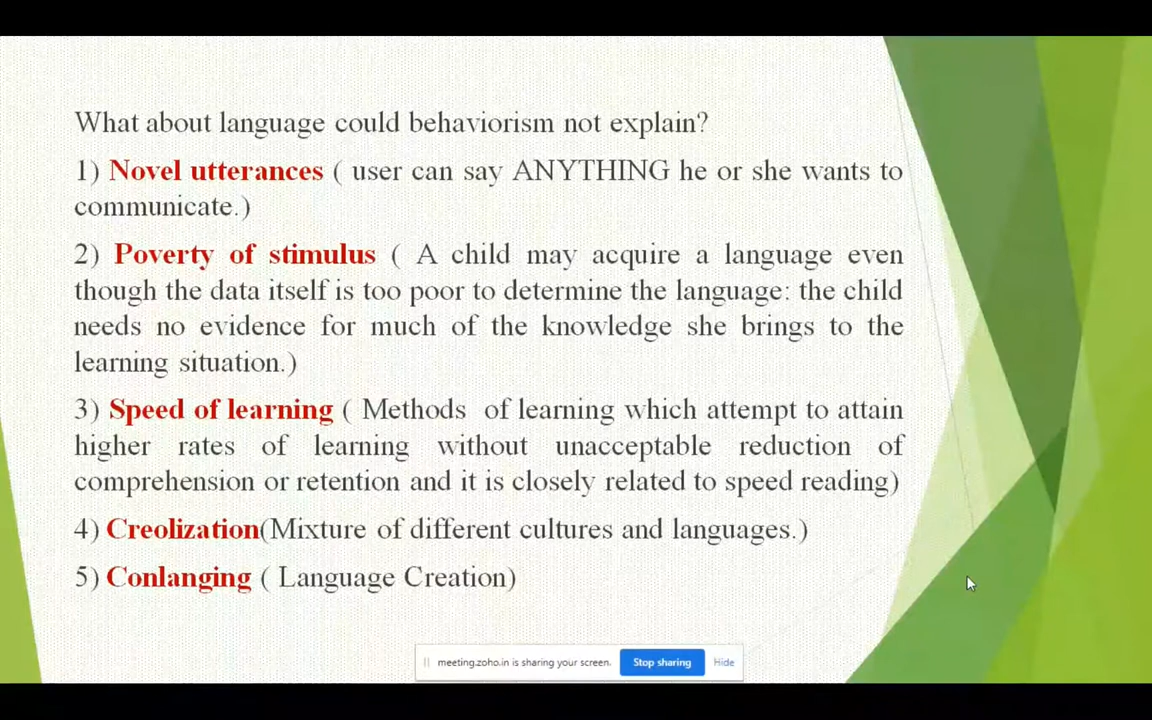 What about language could behaviorism not explain?
1) Novel utterances ( user can say ANYTHING he or she wants to
communicate.)
2) Poverty of stimulus ( A child may acquire a language even
though the data itself is too poor to determine the language: the child
needs no evidence for much of the knowledge she brings to the
learning situation.)
3) Speed of learning ( Methods of learning which attempt to attain
higher rates of learning without unacceptable reduction of
comprehension or retention and it is closely related to speed reading)
4) Creolization(Mixture of different cultures and languages.)
5) Conlanging ( Language Creation)
meeting.zoho.in is sharing your screen. Stop sharing Hide